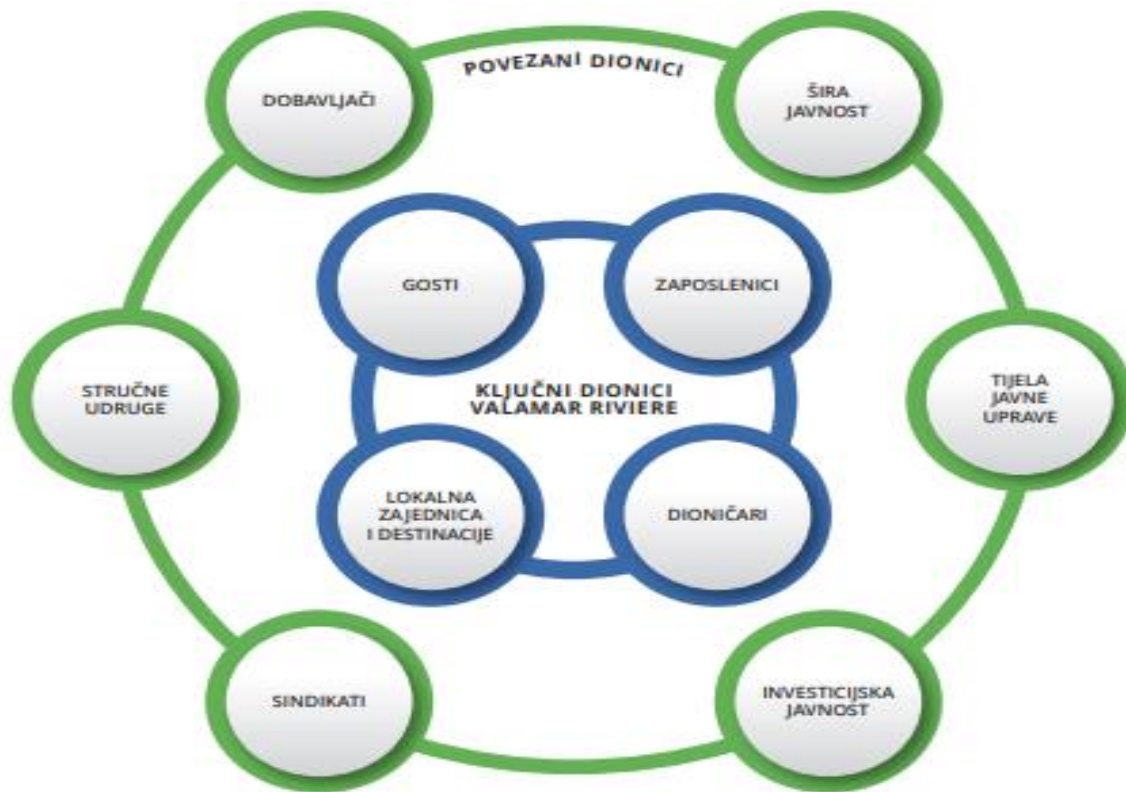 POVEZANI DIONICI
DOBAVLJAČI
ŠIRA
JAVNOST
GOSTI
ZAPOSLENICI
STRUČNE
UDRUGE
KLJUČNI DIONICI
VALAMAR RIVIERE
TIJELA
JAVNE
UPRAVE
LOKALNA
ZAJEDNICA
I DESTINACIJE
DIONIČARI
SINDIKATI
INVESTICIJSKA
JAVNOST